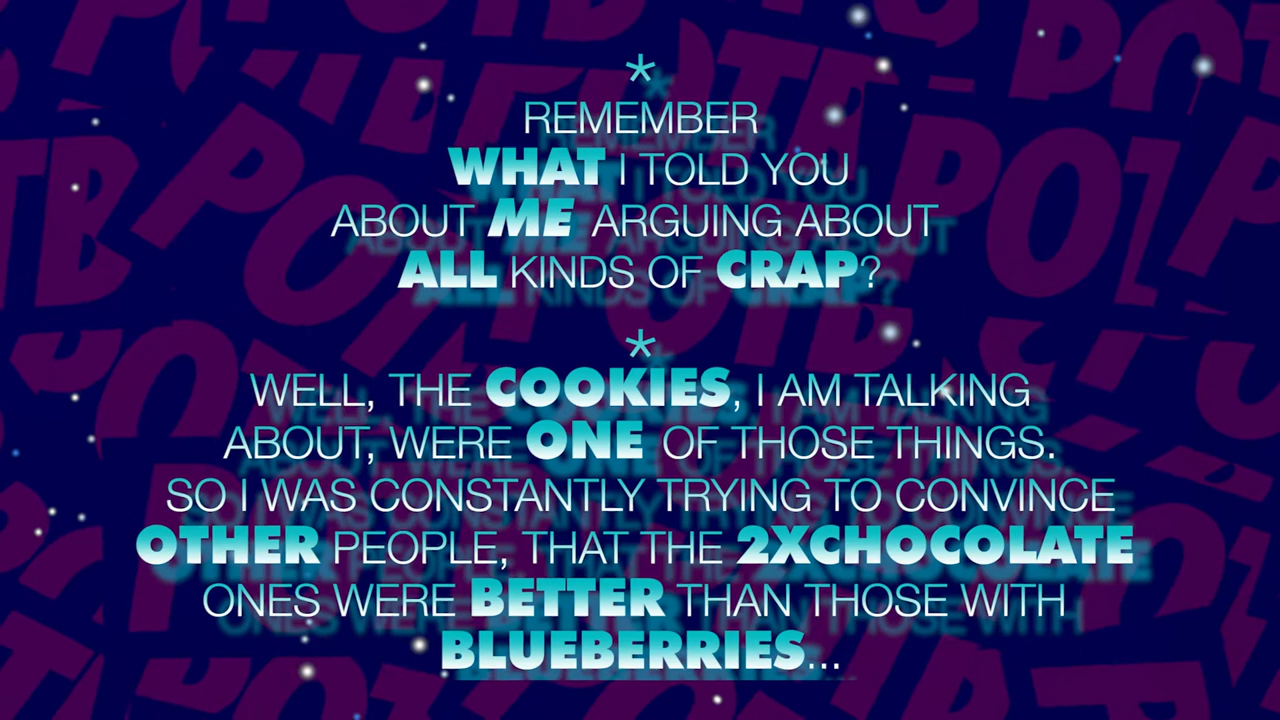 *
REMEMBER
WHAT I TOLD YOU
ABOUT ME ARGUING ABOUT
ALL KINDS OF CRAP?
*
WELL, THE COOKIES, I AM TALKING
ABOUT, WERE ONE OF THOSE THINGS.
SO I WAS CONSTANTLY TRYING TO CONVINCE
OTHER PEOPLE, THAT THE 2XCHOCOLATE
ONES WERE BETTER THAN THOSE WITH
BLUEBERRIES...